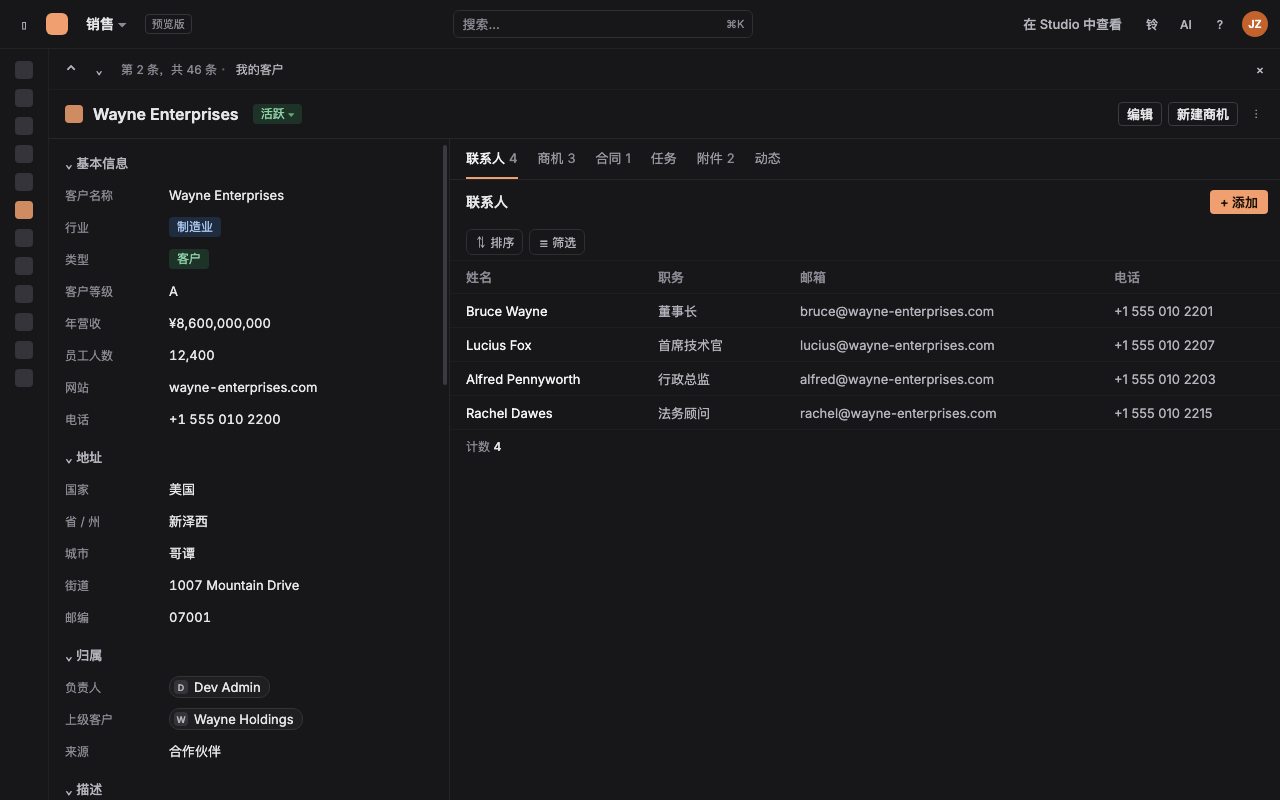 销售 预览版 搜索... ⌘K 在 Studio 中查看 铃 AI ? JZ
第 2 条，共 46 条 · 我的客户 ×
Wayne Enterprises 活跃 编辑 新建商机 ⋮
基本信息
客户名称 Wayne Enterprises
行业 制造业
类型 客户
客户等级 A
年营收 ¥8,600,000,000
员工人数 12,400
网站 wayne-enterprises.com
电话 +1 555 010 2200
地址
国家 美国
省 / 州 新泽西
城市 哥谭
街道 1007 Mountain Drive
邮编 07001
归属
负责人 D Dev Admin
上级客户 W Wayne Holdings
来源 合作伙伴
描述
联系人 4 商机 3 合同 1 任务 附件 2 动态
联系人 + 添加
⇅ 排序 ≡ 筛选
姓名 职务 邮箱 电话
Bruce Wayne 董事长 bruce@wayne-enterprises.com +1 555 010 2201
Lucius Fox 首席技术官 lucius@wayne-enterprises.com +1 555 010 2207
Alfred Pennyworth 行政总监 alfred@wayne-enterprises.com +1 555 010 2203
Rachel Dawes 法务顾问 rachel@wayne-enterprises.com +1 555 010 2215
计数 4